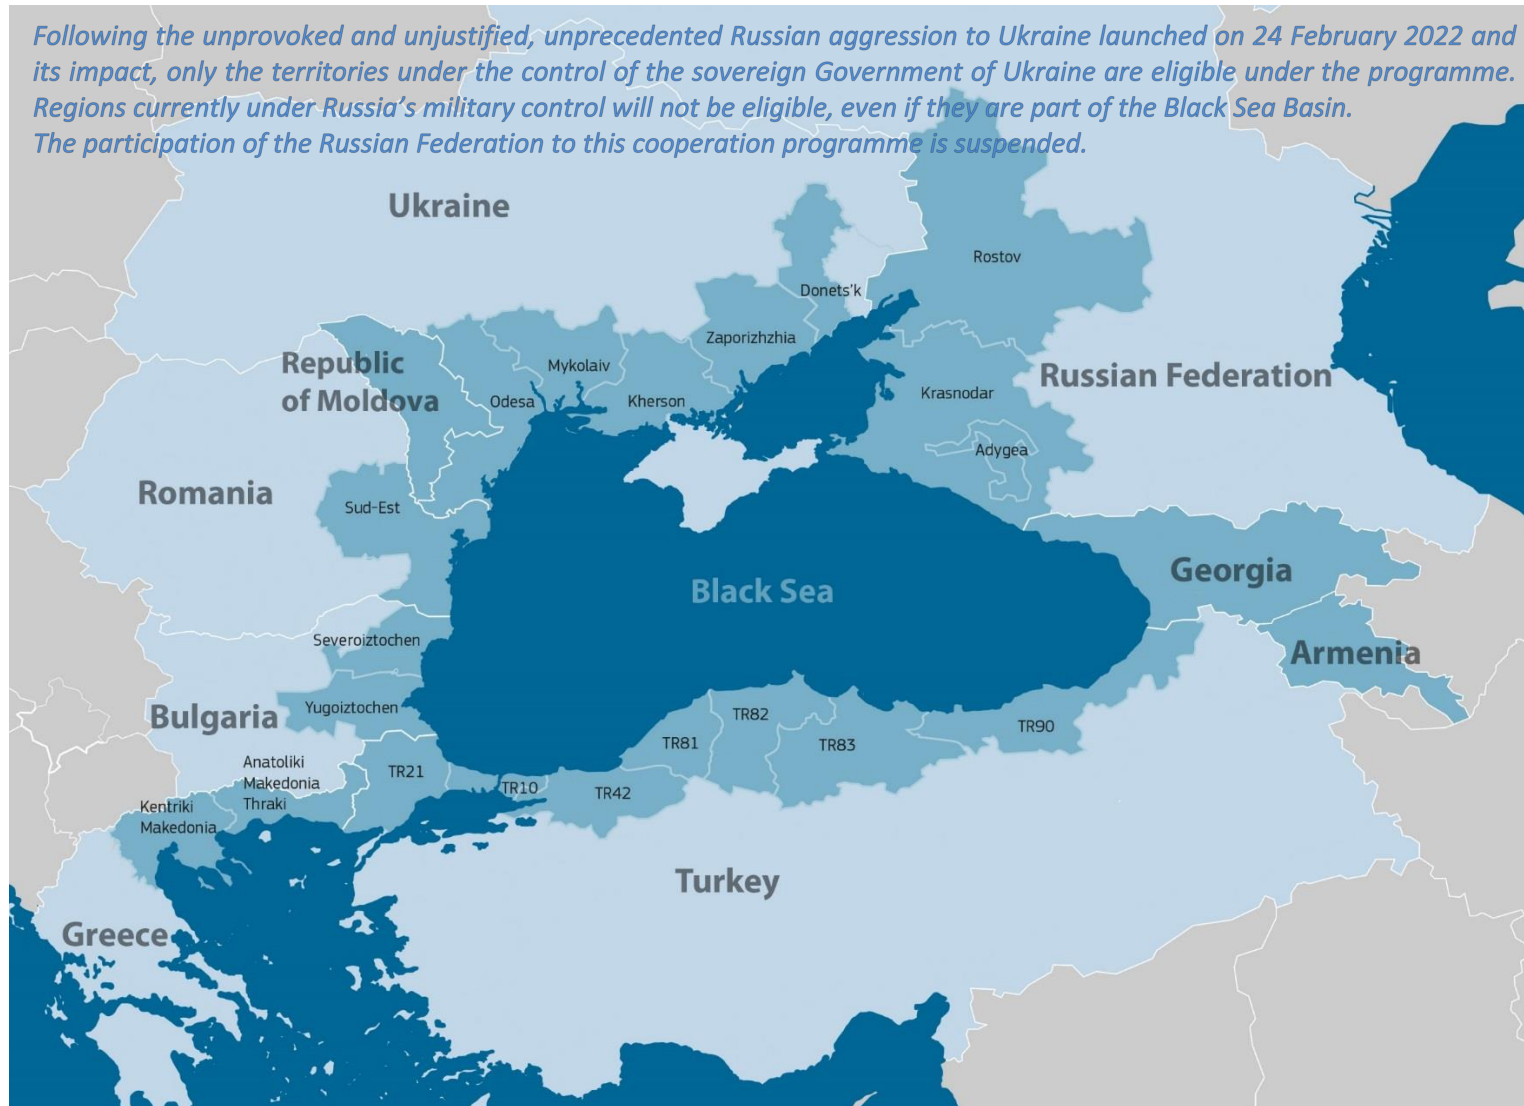 Following the unprovoked and unjustified, unprecedented Russian aggression to Ukraine launched on 24 February 2022 and
its impact, only the territories under the control of the sovereign Government of Ukraine are eligible under the programme.
Regions currently under Russia’s military control will not be eligible, even if they are part of the Black Sea Basin.
The participation of the Russian Federation to this cooperation programme is suspended.
Ukraine
Rostov
Donets’k
Zaporizhzhia
Republic
of Moldova
Mykolaiv
Odesa
Kherson
Krasnodar
Russian Federation
Adygea
Romania
Sud-Est
Black Sea
Georgia
Severoiztochen
Armenia
Yugoiztochen
Bulgaria
TR82
TR81
TR83
TR90
Anatoliki
Makedonia
Thraki
TR21
TR10
TR42
Kentriki
Makedonia
Turkey
Greece